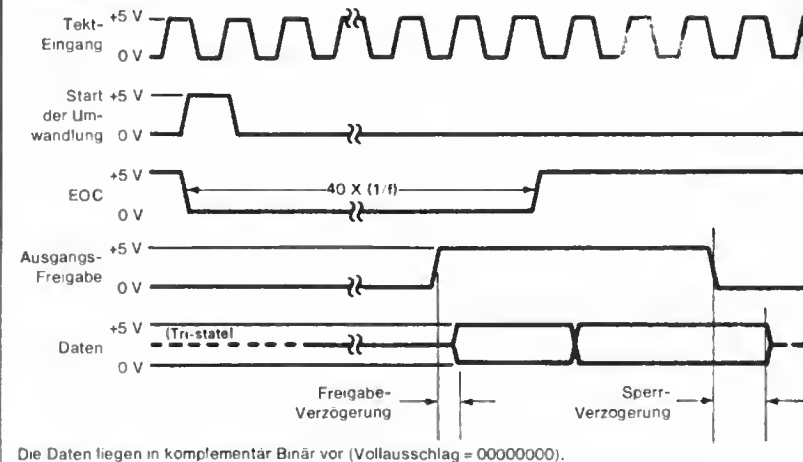 Tekt-
Eingang
+5 V
0 V
Start
der Um-
wandlung
+5 V
0 V
EOC
+5 V
0 V
40 X (1/f)
Ausgangs-
Freigabe
+5 V
0 V
Daten
+5 V
(Tri-state)
0 V
Freigabe-
Verzögerung
Sperr-
Verzogerung
Die Daten liegen in komplementär Binär vor (Vollausschlag = 00000000).